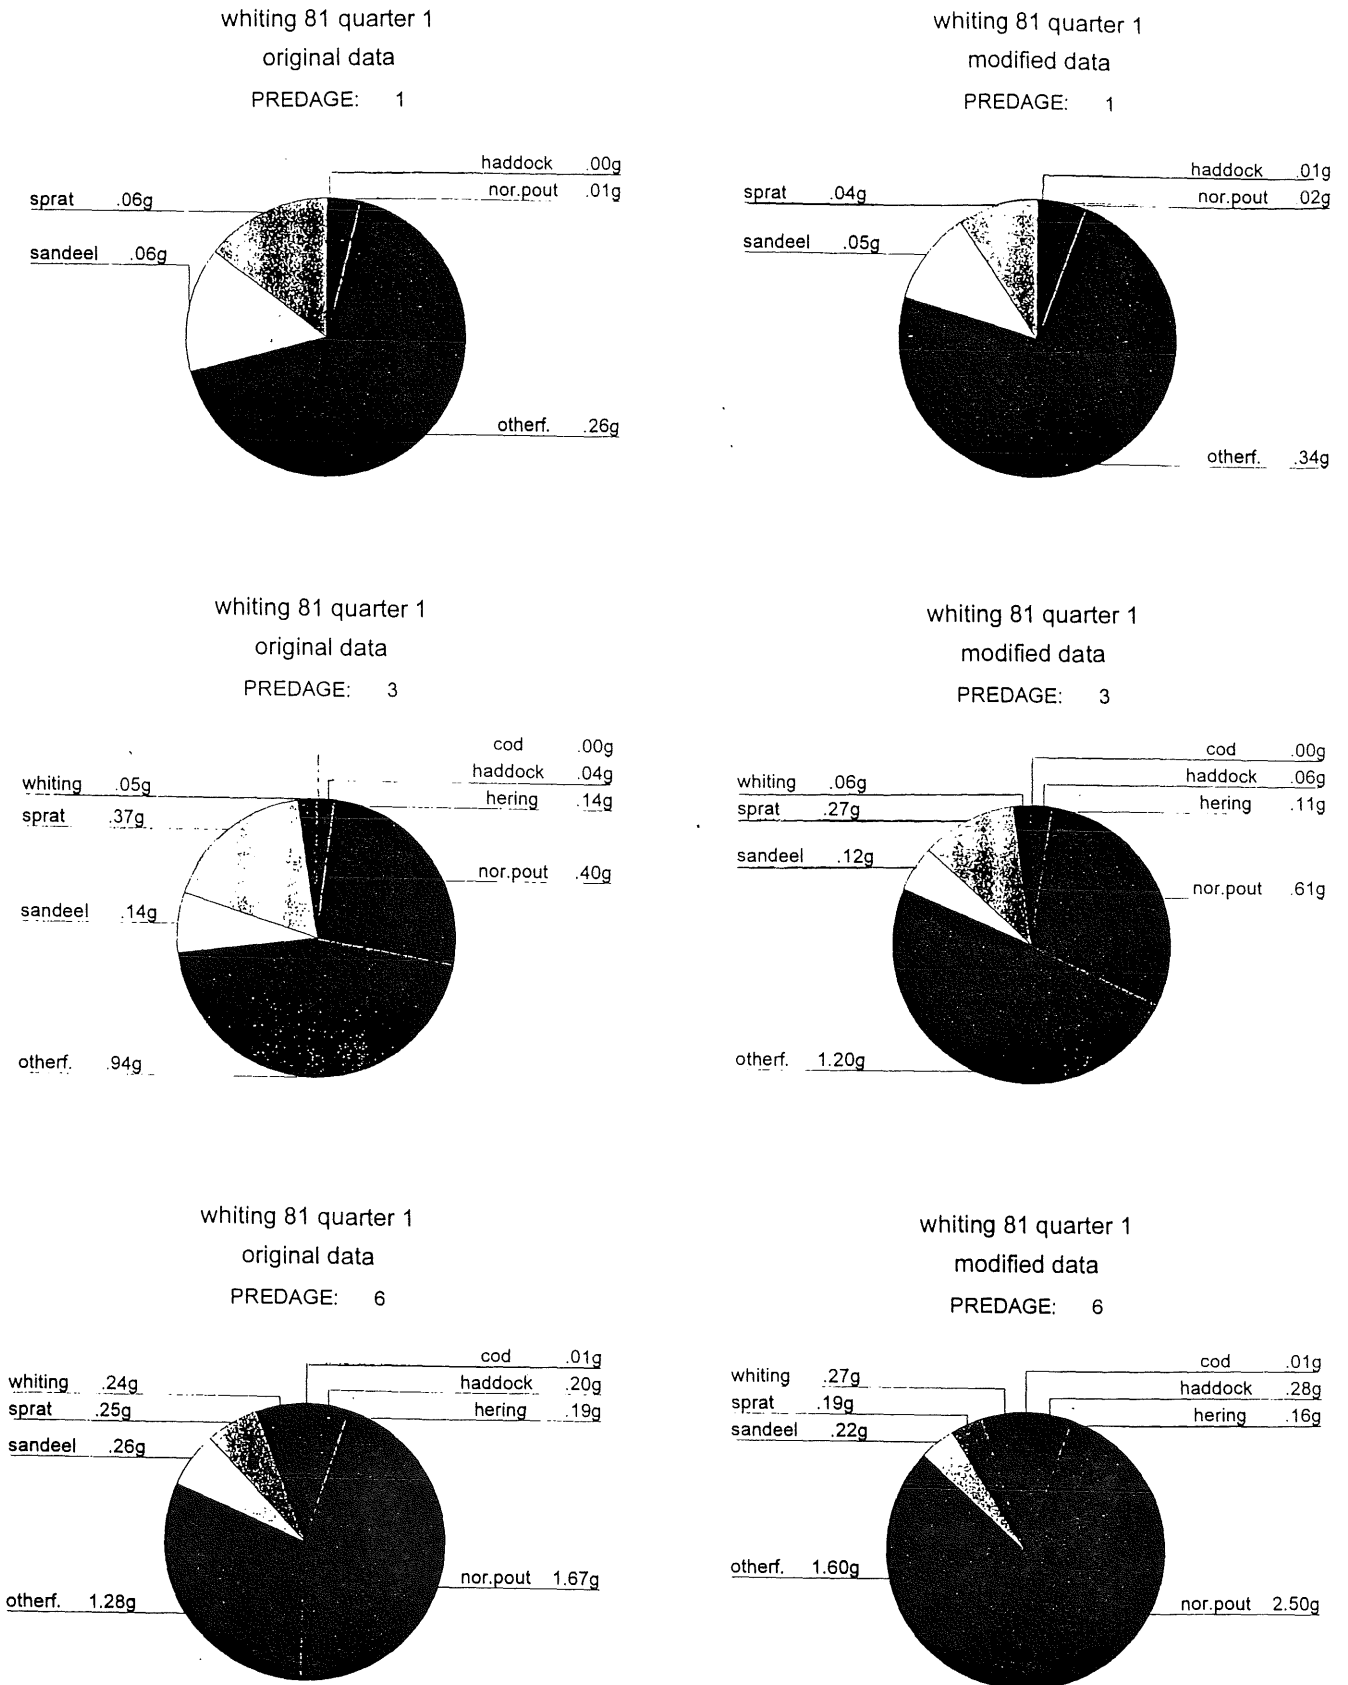 whiting 81 quarter 1
original data
PREDAGE: 1
haddock .00g
nor.pout .01g
sprat .06g
sandeel .06g
otherf. .26g
whiting 81 quarter 1
modified data
PREDAGE: 1
haddock .01g
nor.pout .02g
sprat .04g
sandeel .05g
otherf. .34g
whiting 81 quarter 1
original data
PREDAGE: 3
cod .00g
haddock .04g
hering .14g
whiting .05g
sprat .37g
nor.pout .40g
sandeel .14g
otherf. .94g
whiting 81 quarter 1
modified data
PREDAGE: 3
cod .00g
haddock .06g
hering .11g
whiting .06g
sprat .27g
sandeel .12g
nor.pout .61g
otherf. 1.20g
whiting 81 quarter 1
original data
PREDAGE: 6
cod .01g
haddock .20g
hering .19g
whiting .24g
sprat .25g
sandeel .26g
nor.pout 1.67g
otherf. 1.28g
whiting 81 quarter 1
modified data
PREDAGE: 6
cod .01g
haddock .28g
hering .16g
whiting .27g
sprat .19g
sandeel .22g
otherf. 1.60g
nor.pout 2.50g